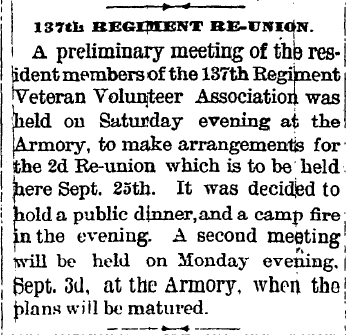 137th REGIMENT RE-UNION.
A preliminary meeting of the res-
ident members of the 137th Regiment
Veteran Volunteer Association was
held on Saturday evening at the
Armory, to make arrangements for
the 2d Re-union which is to be held
here Sept. 25th. It was decided to
hold a public dinner, and a camp fire
in the evening. A second meeting
will be held on Monday evening,
Sept. 3d, at the Armory, when the
plans will be matured.